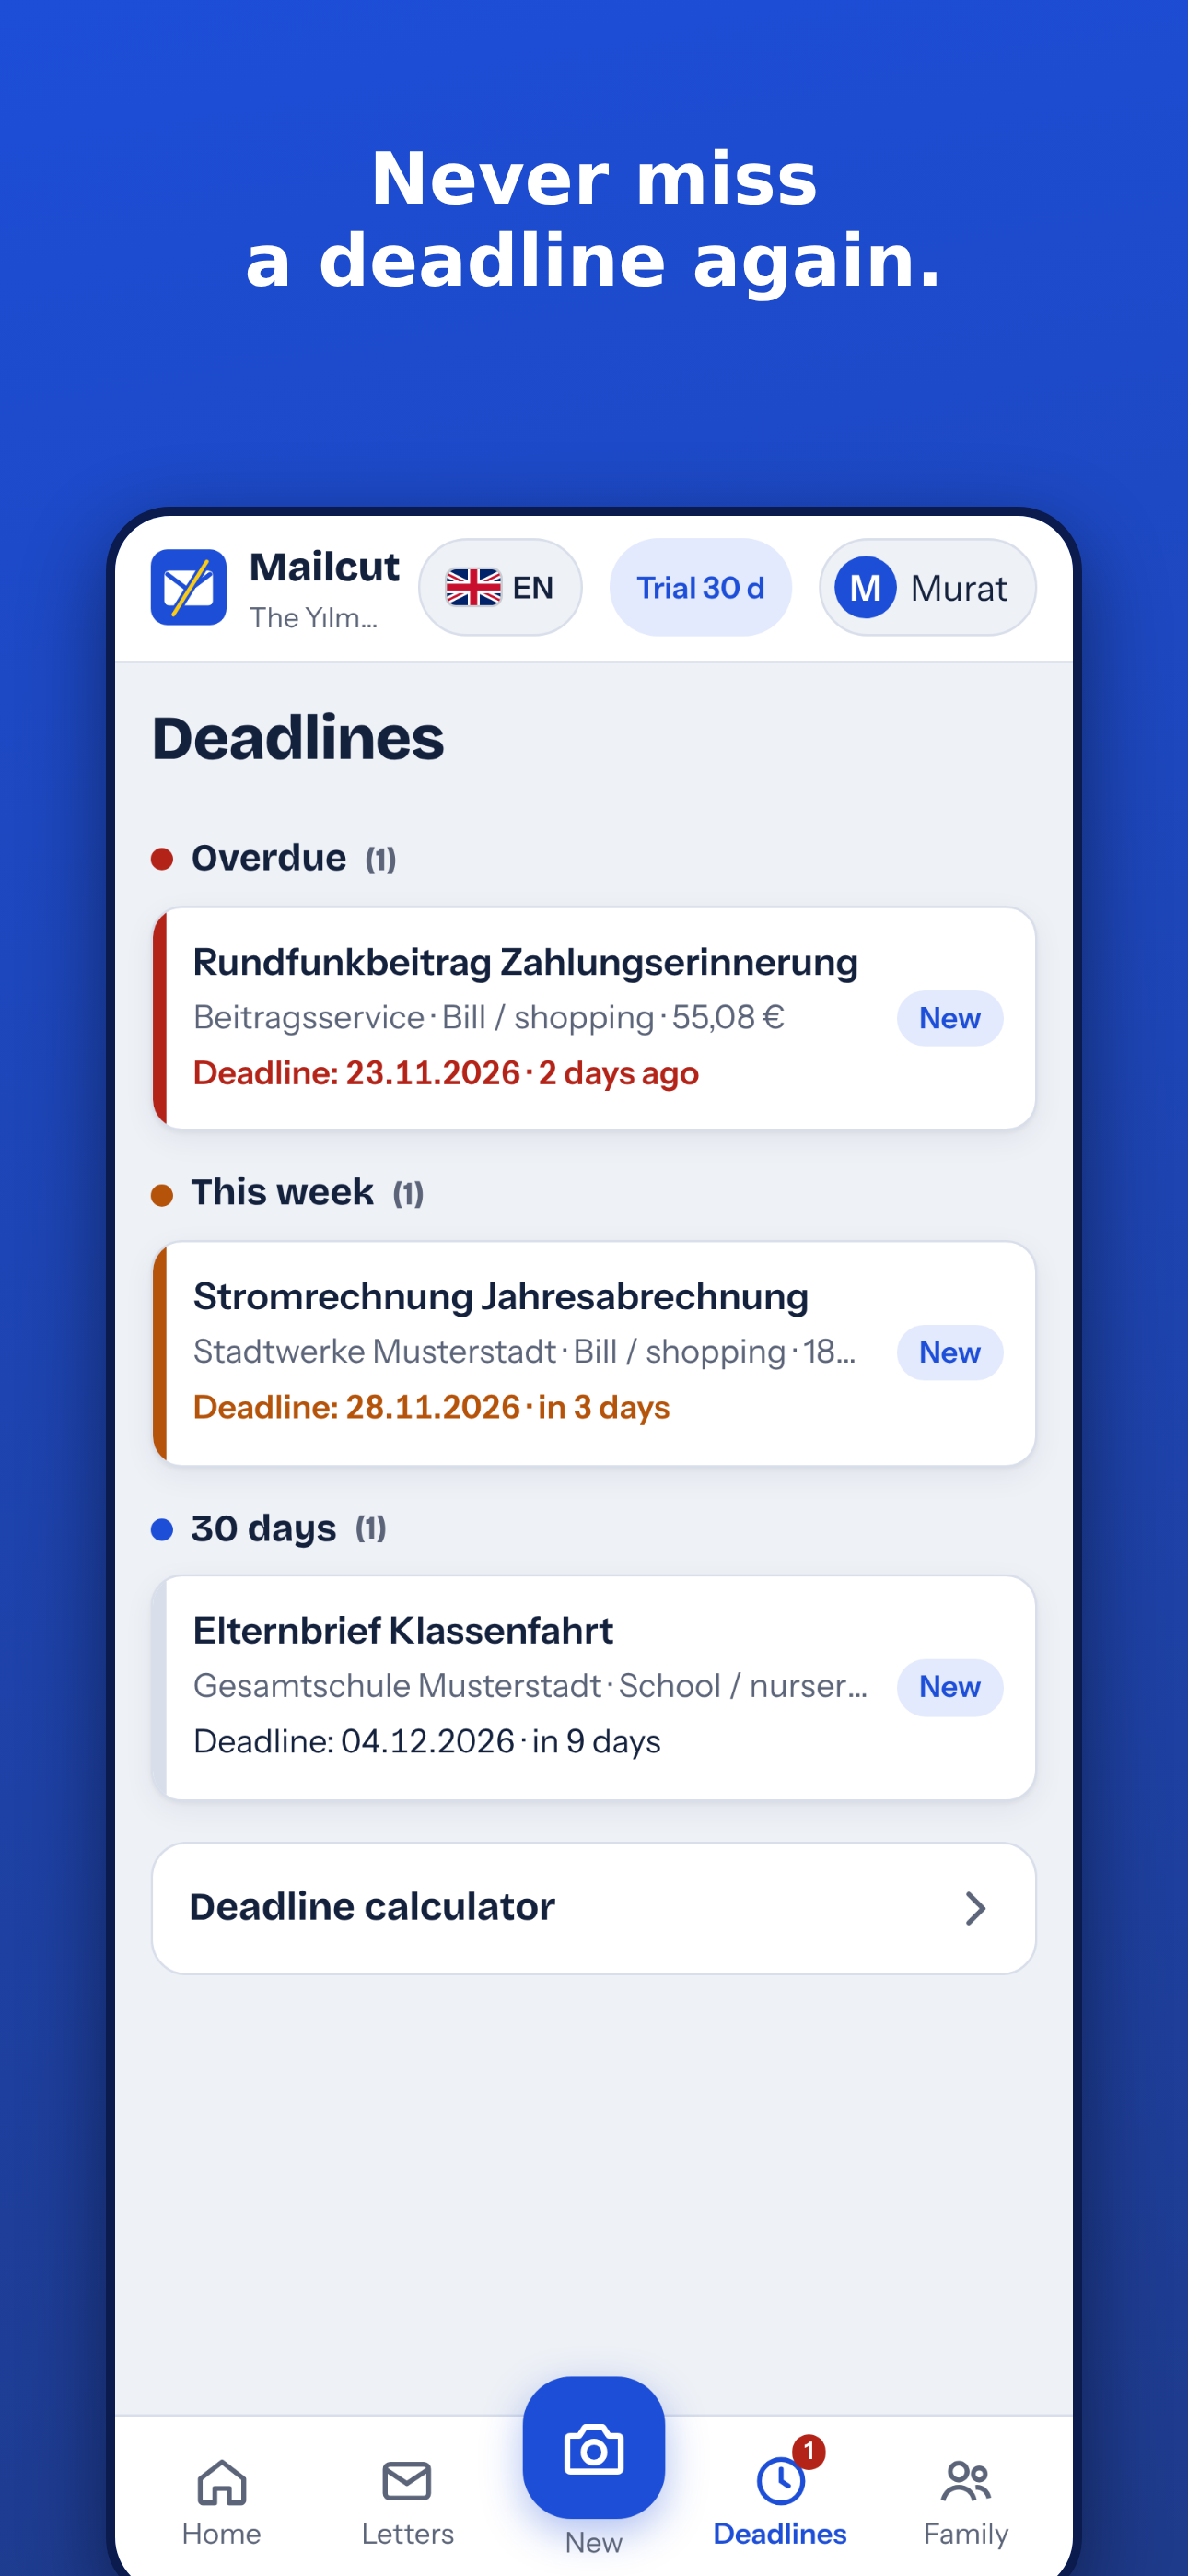 Never miss
a deadline again.
Mailcut
The Yılm...
EN
Trial 30 d
M
Murat
Deadlines
Overdue (1)
Rundfunkbeitrag Zahlungserinnerung
Beitragsservice · Bill / shopping · 55,08 €
New
Deadline: 23.11.2026 · 2 days ago
This week (1)
Stromrechnung Jahresabrechnung
Stadtwerke Musterstadt · Bill / shopping · 18...
New
Deadline: 28.11.2026 · in 3 days
30 days (1)
Elternbrief Klassenfahrt
Gesamtschule Musterstadt · School / nurser...
New
Deadline: 04.12.2026 · in 9 days
Deadline calculator
1
Home
Letters
New
Deadlines
Family